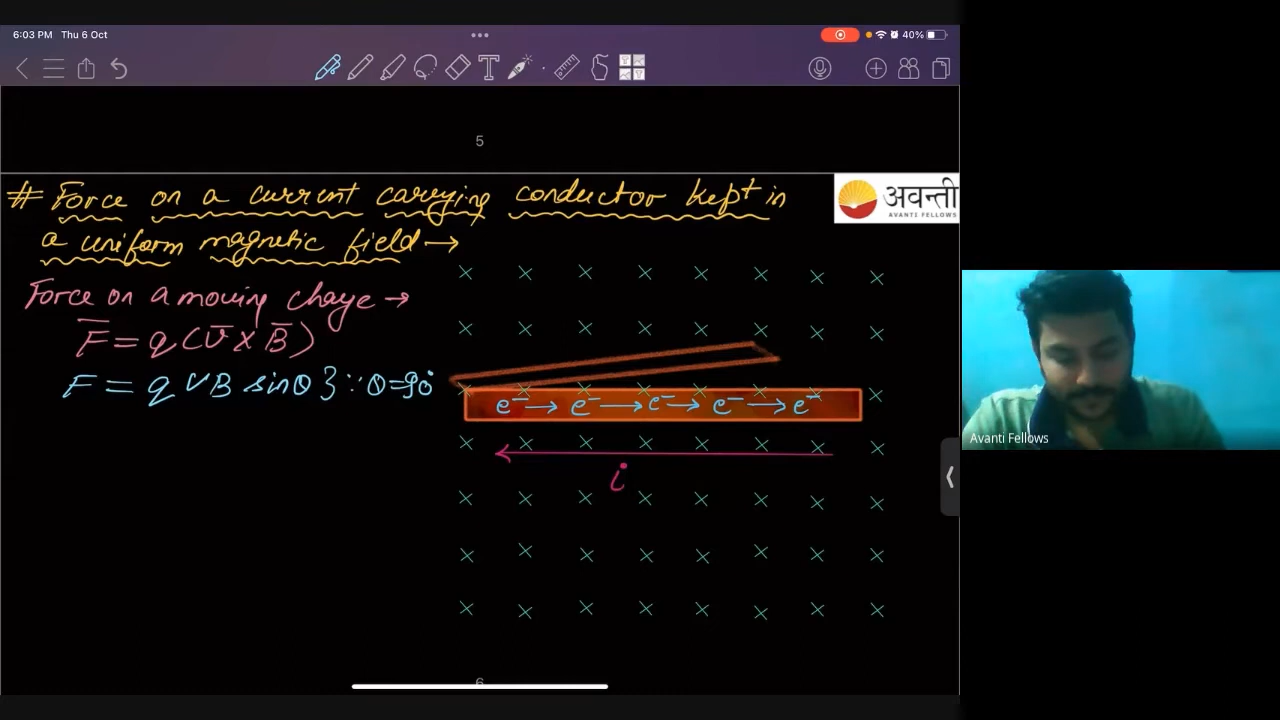 6:03 PM Thu 6 Oct
40%
5
# Force on a current carrying conductor kept in
a uniform magnetic field →
अवन्ती
AVANTI FELLOWS
Force on a moving charge →
F̅ = q (v̅ × B̅)
F = q v B sinθ } ∵ θ = 90°
e⁻ → e⁻ → e⁻ → e⁻ → e⁻
i
Avanti Fellows
6